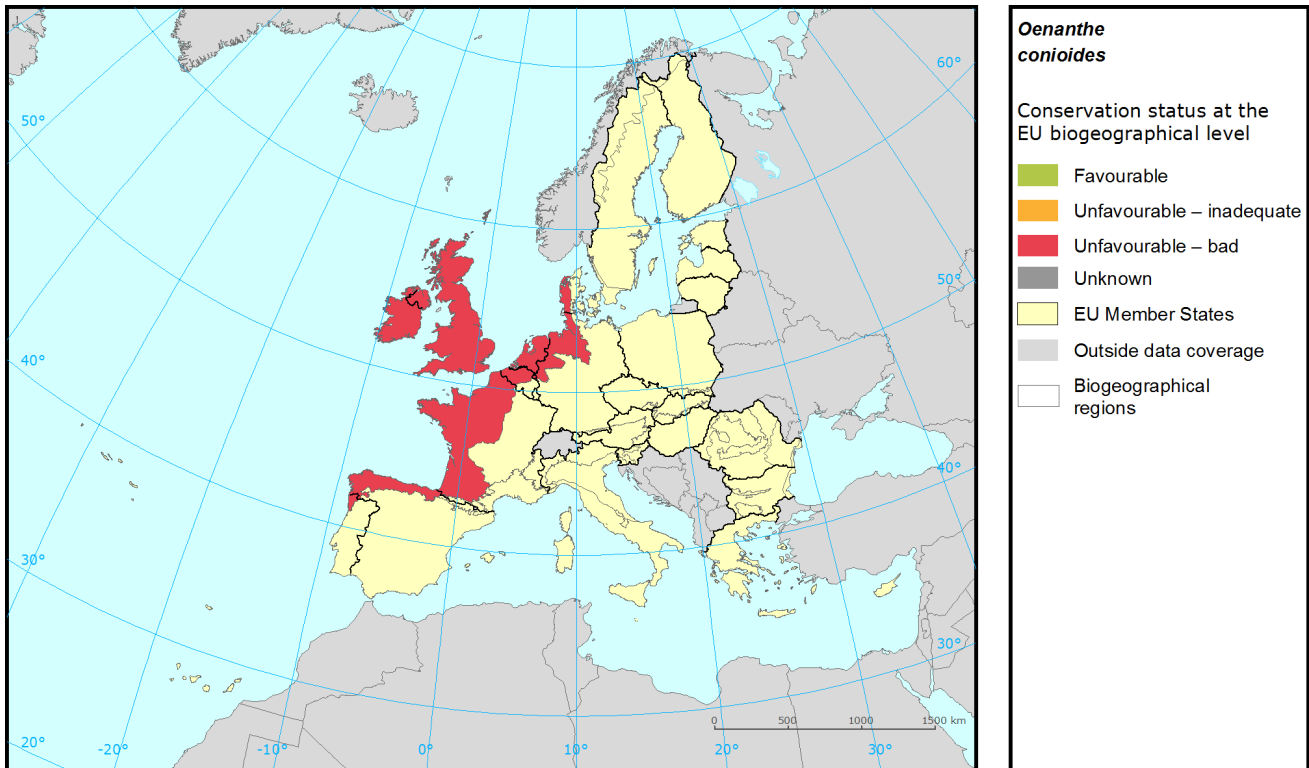 Oenanthe
conioides
Conservation status at the
EU biogeographical level
Favourable
Unfavourable – inadequate
Unfavourable – bad
Unknown
EU Member States
Outside data coverage
Biogeographical
regions
60°
50°
50°
40°
40°
30°
30°
20°
-20°
-10°
0°
10°
20°
30°
0 500 1000 1500 km